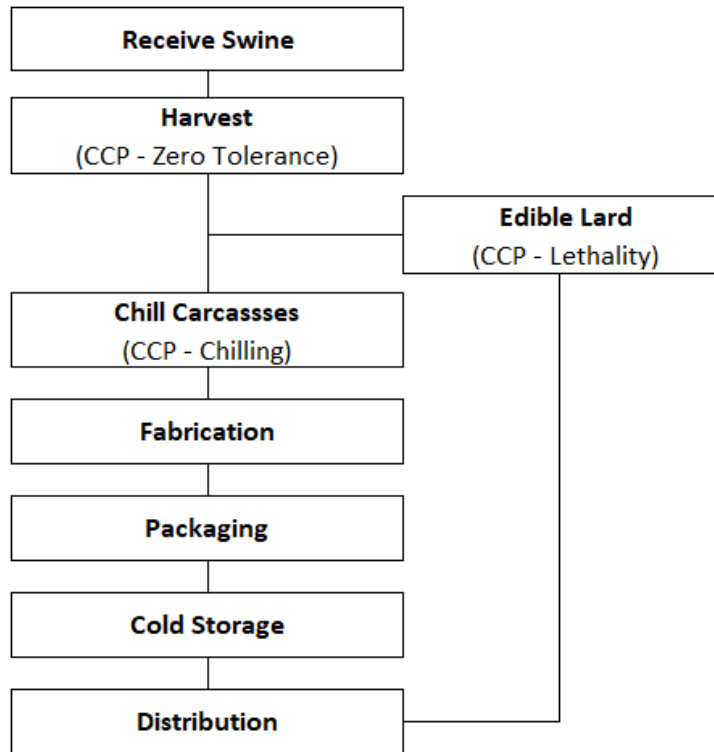 Receive Swine
Harvest
(CCP - Zero Tolerance)
Edible Lard
(CCP - Lethality)
Chill Carcassses
(CCP - Chilling)
Fabrication
Packaging
Cold Storage
Distribution